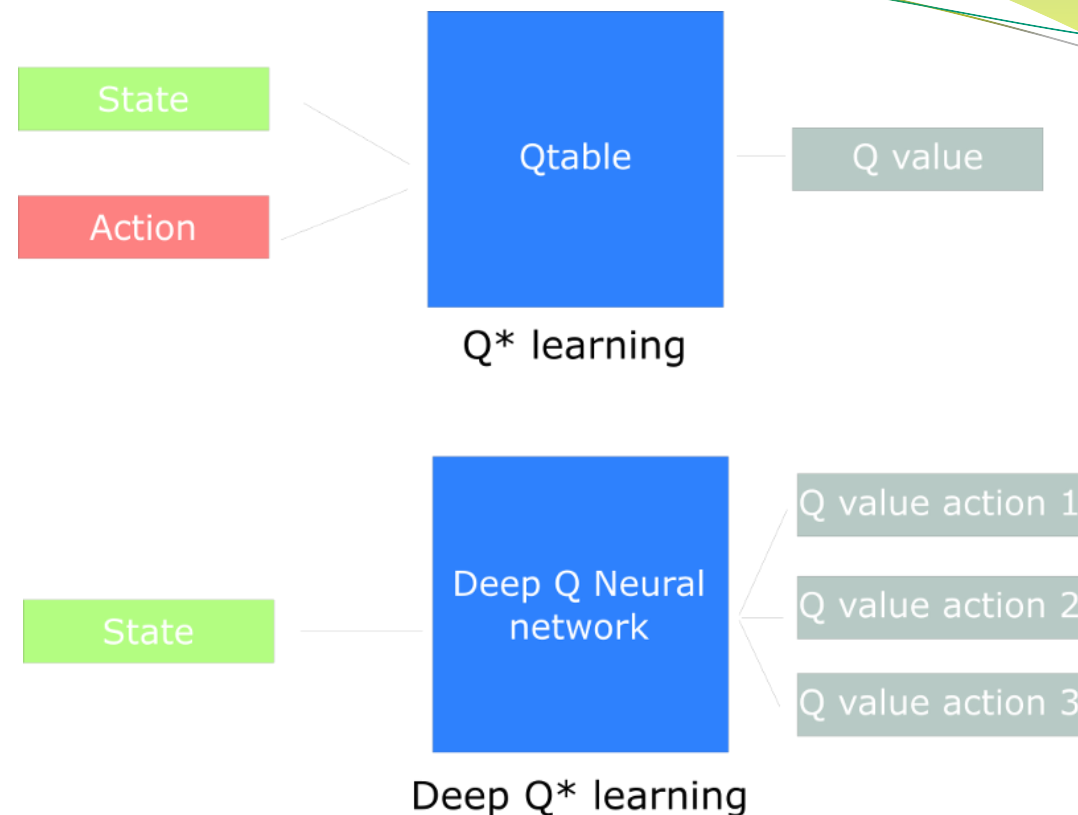 State
Action
Qtable
Q value
Q* learning
State
Deep Q Neural
network
Q value action 1
Q value action 2
Q value action 3
Deep Q* learning